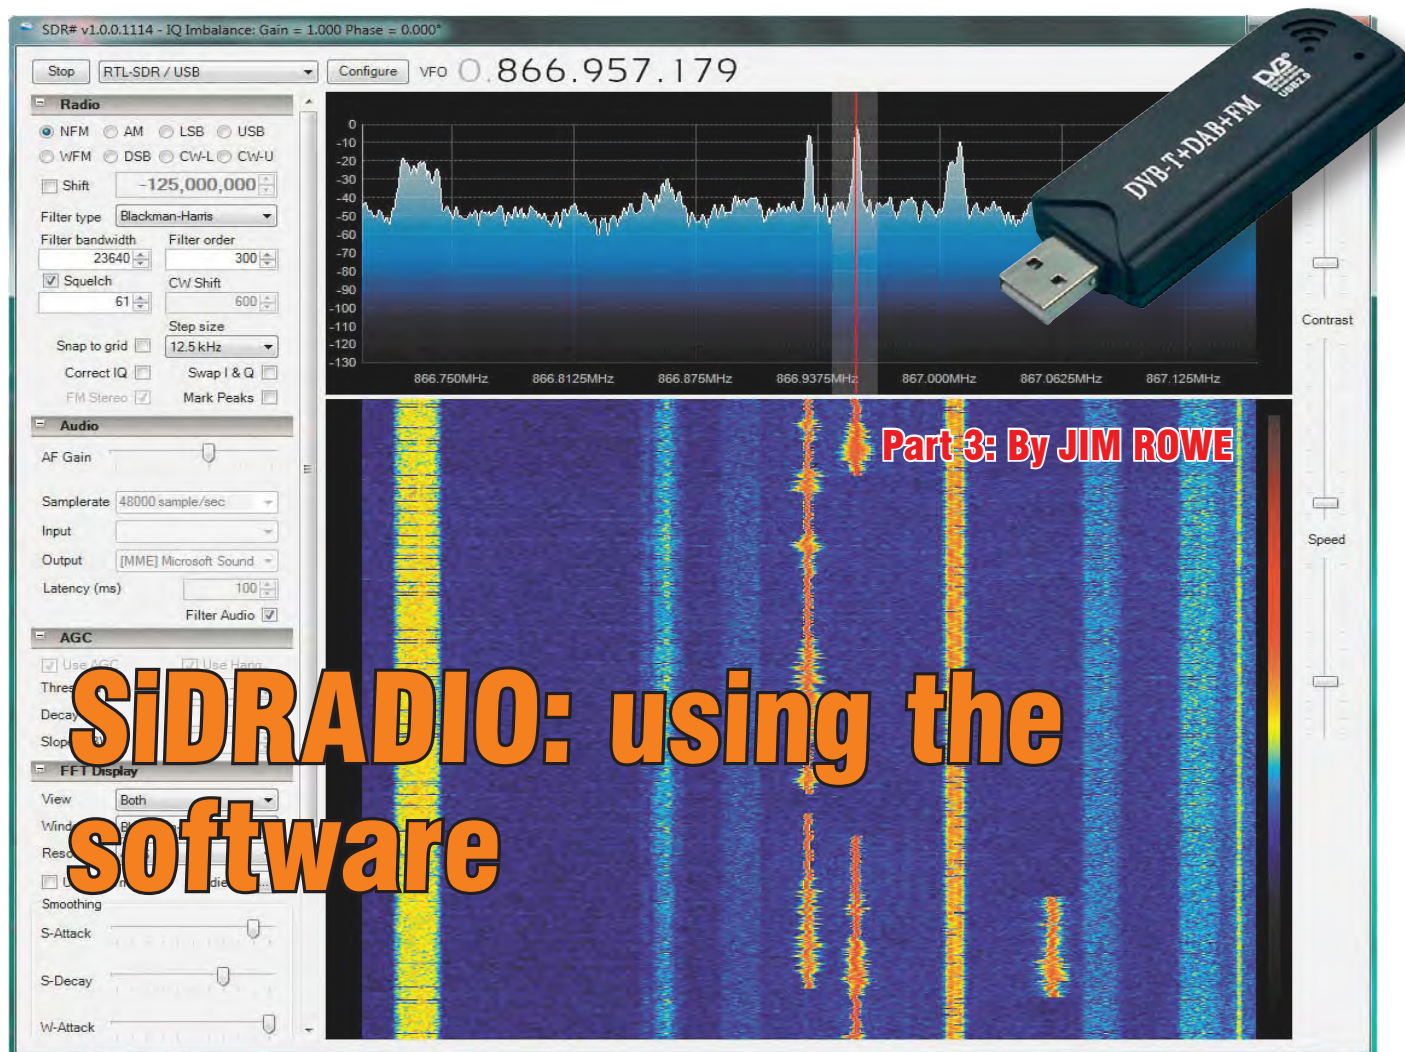 SDR# v1.0.0.1114 - IQ Imbalance: Gain = 1.000 Phase = 0.000°
Stop RTL-SDR / USB Configure VFO 0.866.957.179
Radio
NFM AM LSB USB
WFM DSB CW-L CW-U
Shift -125,000,000
Filter type Blackman-Harris
Filter bandwidth Filter order
23640 300
Squelch CW Shift
61 600
Step size
Snap to grid 12.5 kHz
Correct IQ Swap I & Q
FM Stereo Mark Peaks
Audio
AF Gain
Samplerate 48000 sample/sec
Input
Output [MME] Microsoft Sound
Latency (ms) 100
Filter Audio
AGC
Use AGC Use Hang
Decay
FFT Display
View Both
Smoothing
S-Attack
S-Decay
W-Attack
0
-10
-20
-30
-40
-50
-60
-70
-80
-90
-100
-110
-120
-130
866.750MHz 866.8125MHz 866.875MHz 866.9375MHz 867.000MHz 867.0625MHz 867.125MHz
DVB-T+DAB+FM
DVB
USB2.0
Contrast
Speed
Part 3: By JIM ROWE
SiDRADIO: using the
software